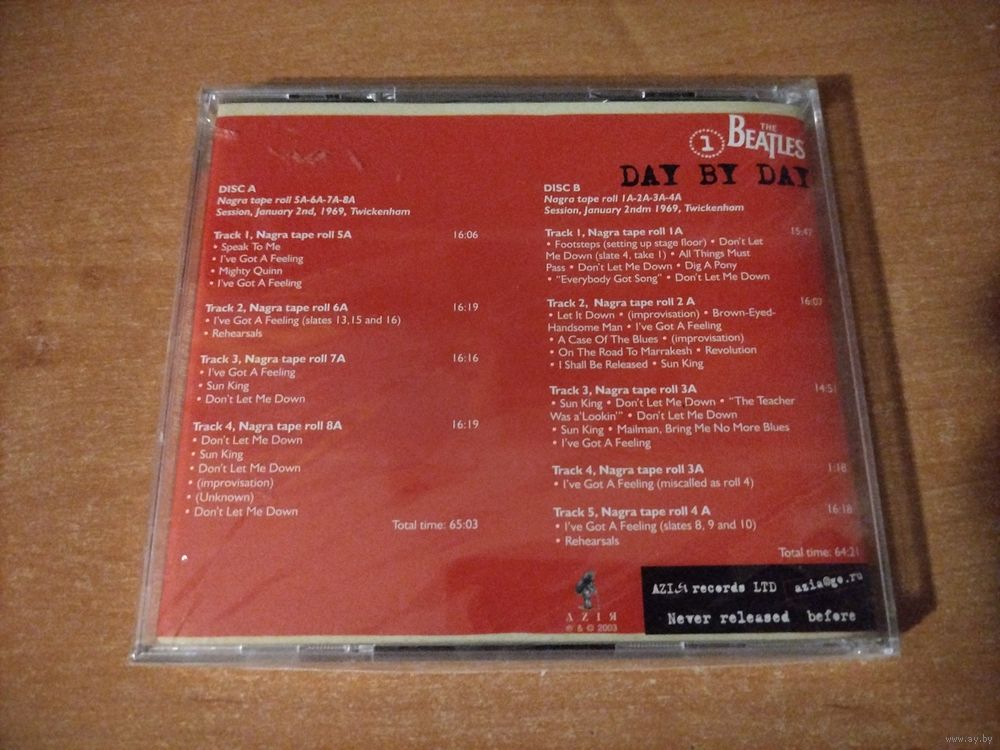 1
THE
BEATLES
DAY BY DAY
DISC A
Nagra tape roll 5A-6A-7A-8A
Session, January 2nd, 1969, Twickenham
Track 1, Nagra tape roll 5A 16:06
• Speak To Me
• I've Got A Feeling
• Mighty Quinn
• I've Got A Feeling
Track 2, Nagra tape roll 6A 16:19
• I've Got A Feeling (slates 13,15 and 16)
• Rehearsals
Track 3, Nagra tape roll 7A 16:16
• I've Got A Feeling
• Sun King
• Don't Let Me Down
Track 4, Nagra tape roll 8A 16:19
• Don't Let Me Down
• Sun King
• Don't Let Me Down
• (improvisation)
• (Unknown)
• Don't Let Me Down
Total time: 65:03
DISC B
Nagra tape roll 1A-2A-3A-4A
Session, January 2ndm 1969, Twickenham
Track 1, Nagra tape roll 1A 15:47
• Footsteps (setting up stage floor) • Don't Let
Me Down (slate 4, take 1) • All Things Must
Pass • Don't Let Me Down • Dig A Pony
• "Everybody Got Song" • Don't Let Me Down
Track 2, Nagra tape roll 2 A 16:07
• Let It Down • (improvisation) • Brown-Eyed-
Handsome Man • I've Got A Feeling
• A Case Of The Blues • (improvisation)
• On The Road To Marrakesh • Revolution
• I Shall Be Released • Sun King
Track 3, Nagra tape roll 3A 14:51
• Sun King • Don't Let Me Down • "The Teacher
Was a'Lookin'" • Don't Let Me Down
• Sun King • Mailman, Bring Me No More Blues
• I've Got A Feeling
Track 4, Nagra tape roll 3A 1:18
• I've Got A Feeling (miscalled as roll 4)
Track 5, Nagra tape roll 4 A 16:18
• I've Got A Feeling (slates 8, 9 and 10)
• Rehearsals
Total time: 64:21
AZIЯ
℗ & © 2003
AZIЯ records LTD azia@go.ru
Never released before
www.ay.by